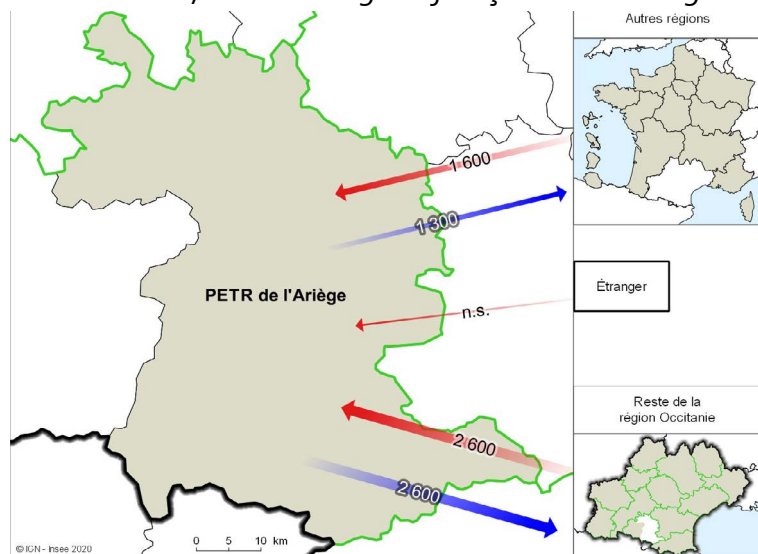 Autres régions
1 600
1 300
PETR de l'Ariège
Étranger
n.s.
Reste de la
région Occitanie
2 600
2 600
0 5 10 km
© IGN - Insee 2020